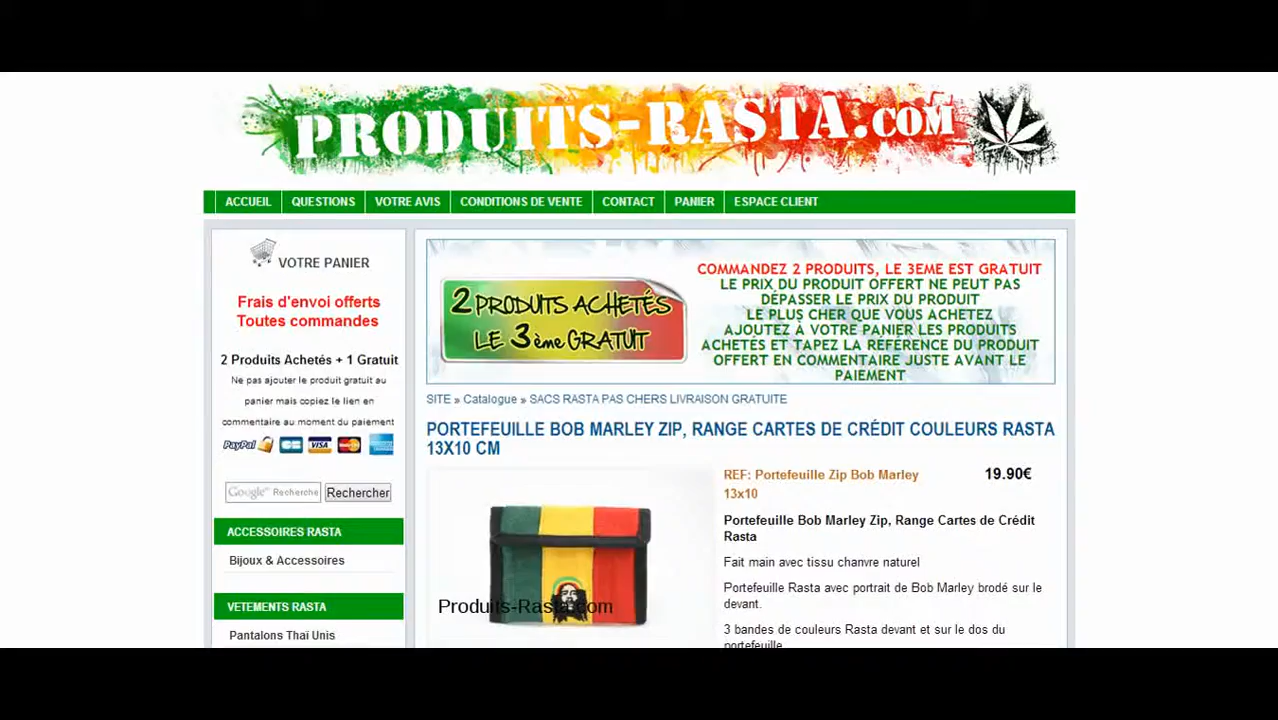 PRODUITS-RASTA.COM
ACCUEIL QUESTIONS VOTRE AVIS CONDITIONS DE VENTE CONTACT PANIER ESPACE CLIENT
VOTRE PANIER
Frais d'envoi offerts
Toutes commandes
2 Produits Achetés + 1 Gratuit
Ne pas ajouter le produit gratuit au
panier mais copiez le lien en
commentaire au moment du paiement
PayPal CB VISA MasterCard
Google Recherche Rechercher
ACCESSOIRES RASTA
Bijoux & Accessoires
VETEMENTS RASTA
Pantalons Thaï Unis
2 PRODUITS ACHETÉS
LE 3ème GRATUIT
COMMANDEZ 2 PRODUITS, LE 3EME EST GRATUIT
LE PRIX DU PRODUIT OFFERT NE PEUT PAS
DÉPASSER LE PRIX DU PRODUIT
LE PLUS CHER QUE VOUS ACHETEZ
AJOUTEZ À VOTRE PANIER LES PRODUITS
ACHETÉS ET TAPEZ LA RÉFÉRENCE DU PRODUIT
OFFERT EN COMMENTAIRE JUSTE AVANT LE
PAIEMENT
SITE » Catalogue » SACS RASTA PAS CHERS LIVRAISON GRATUITE
PORTEFEUILLE BOB MARLEY ZIP, RANGE CARTES DE CRÉDIT COULEURS RASTA
13X10 CM
Produits-Rasta.com
REF: Portefeuille Zip Bob Marley
13x10
19.90€
Portefeuille Bob Marley Zip, Range Cartes de Crédit
Rasta
Fait main avec tissu chanvre naturel
Portefeuille Rasta avec portrait de Bob Marley brodé sur le
devant.
3 bandes de couleurs Rasta devant et sur le dos du
portefeuille